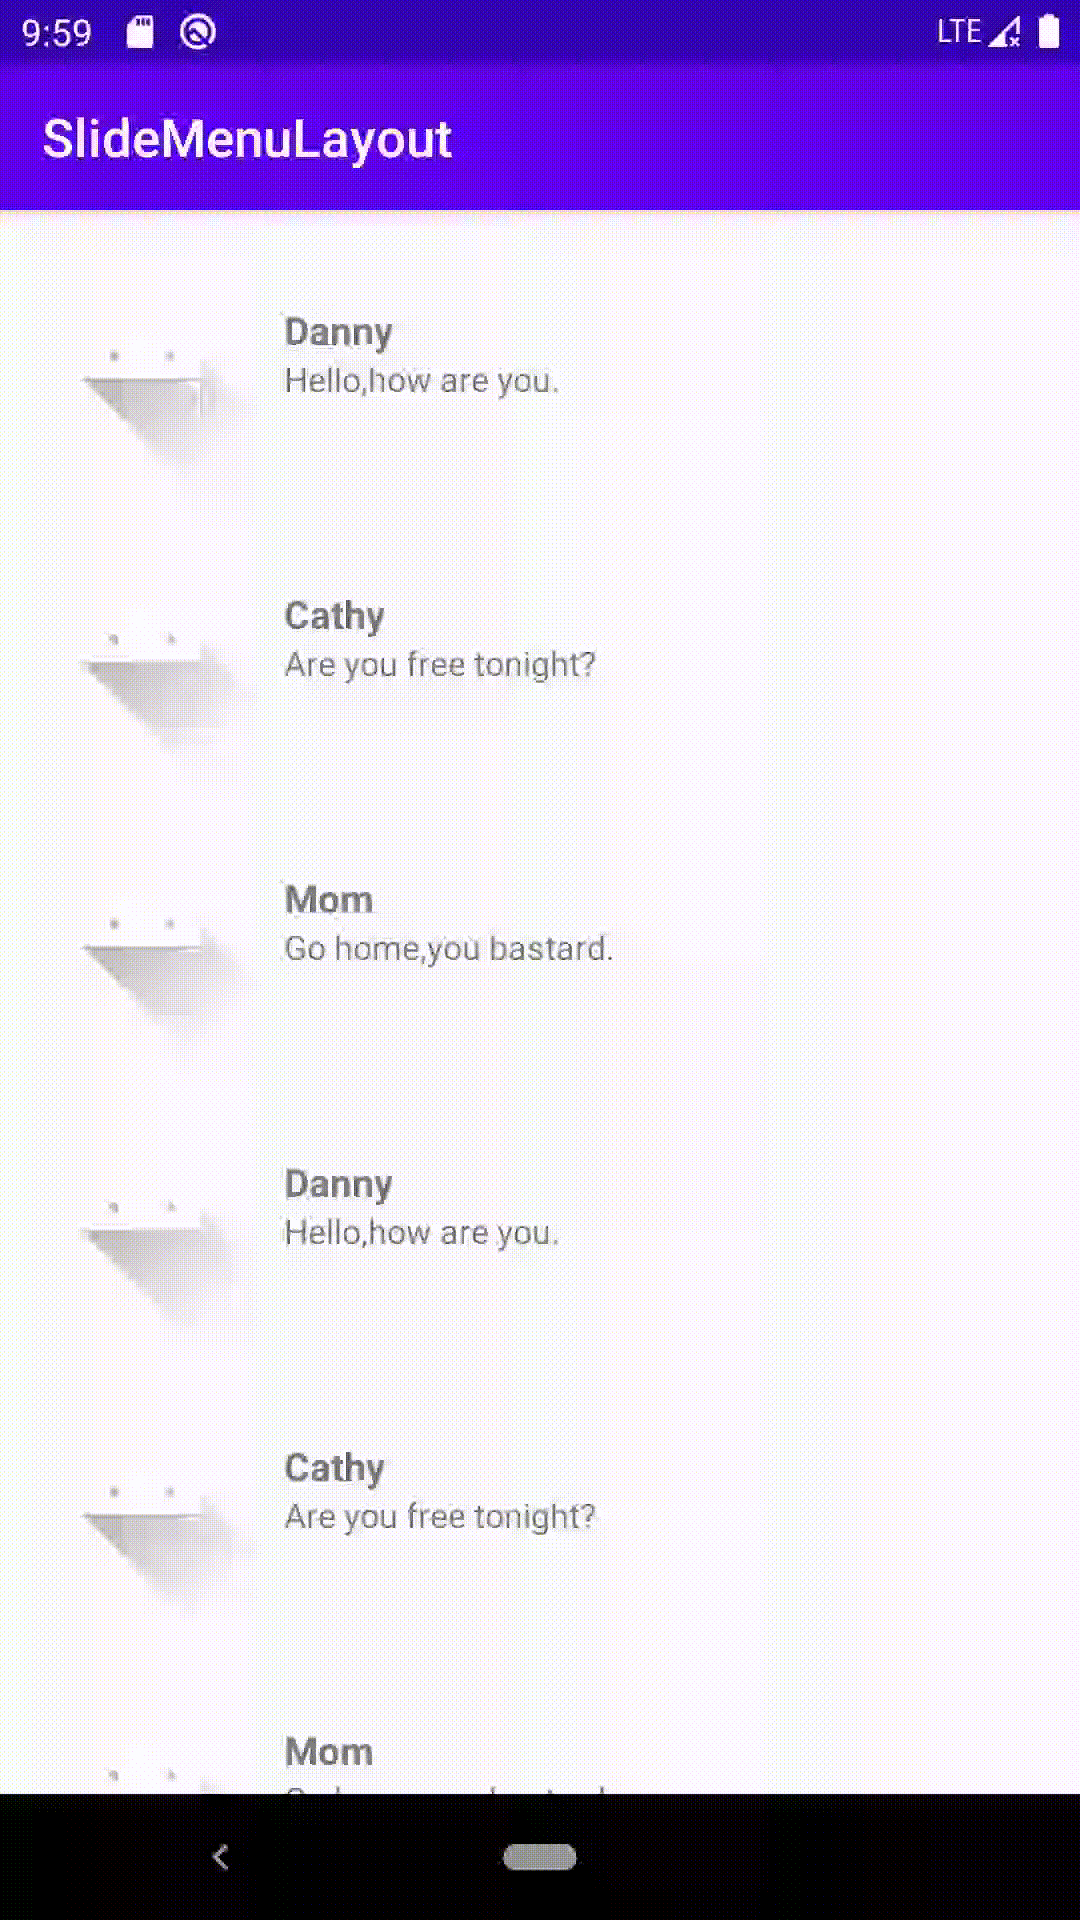 9:59 LTE
SlideMenuLayout
Danny
Hello,how are you.
Cathy
Are you free tonight?
Mom
Go home,you bastard.
Danny
Hello,how are you.
Cathy
Are you free tonight?
Mom